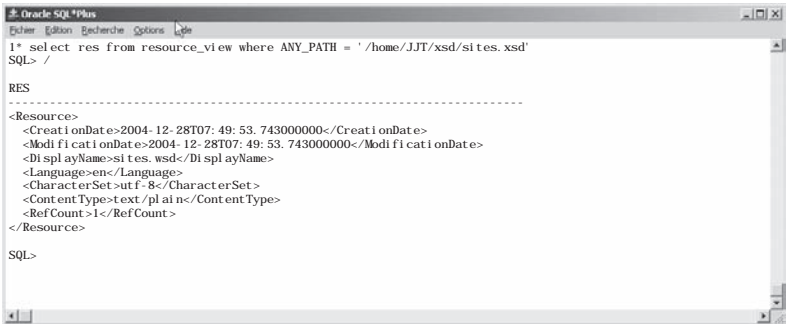 Oracle SQL*Plus
Fichier Edition Recherche Options Aide
1* select res from resource_view where ANY_PATH = '/home/JJT/xsd/sites.xsd'
SQL> /
RES
--------------------------------------------------------------------------
<Resource>
  <CreationDate>2004-12-28T07:49:53.743000000</CreationDate>
  <ModificationDate>2004-12-28T07:49:53.743000000</ModificationDate>
  <DisplayName>sites.wsd</DisplayName>
  <Language>en</Language>
  <CharacterSet>utf-8</CharacterSet>
  <ContentType>text/plain</ContentType>
  <RefCount>1</RefCount>
</Resource>
SQL>